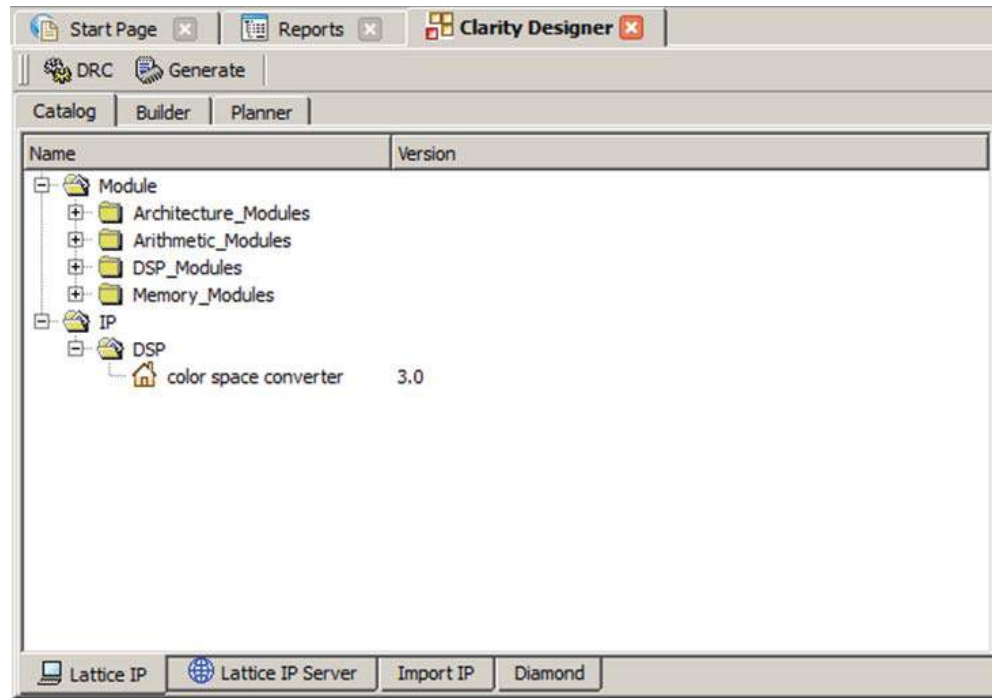 Start Page Reports Clarity Designer
DRC Generate
Catalog Builder Planner
Name Version
Module
Architecture_Modules
Arithmetic_Modules
DSP_Modules
Memory_Modules
IP
DSP
color space converter 3.0
Lattice IP Lattice IP Server Import IP Diamond